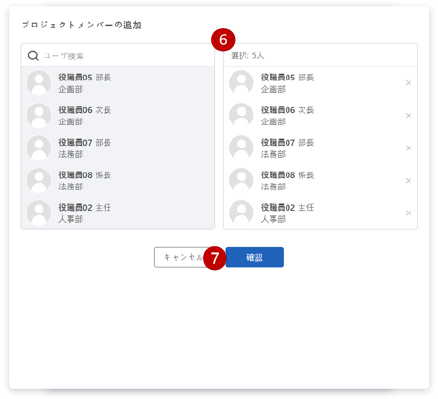 プロジェクトメンバーの追加
6
ユーザ検索
役職員05 部長
企画部
役職員06 次長
企画部
役職員07 部長
法務部
役職員08 係長
法務部
役職員02 主任
人事部
選択: 5人
役職員05 部長
企画部
×
役職員06 次長
企画部
×
役職員07 部長
法務部
×
役職員08 係長
法務部
×
役職員02 主任
人事部
×
キャンセル
7
確認